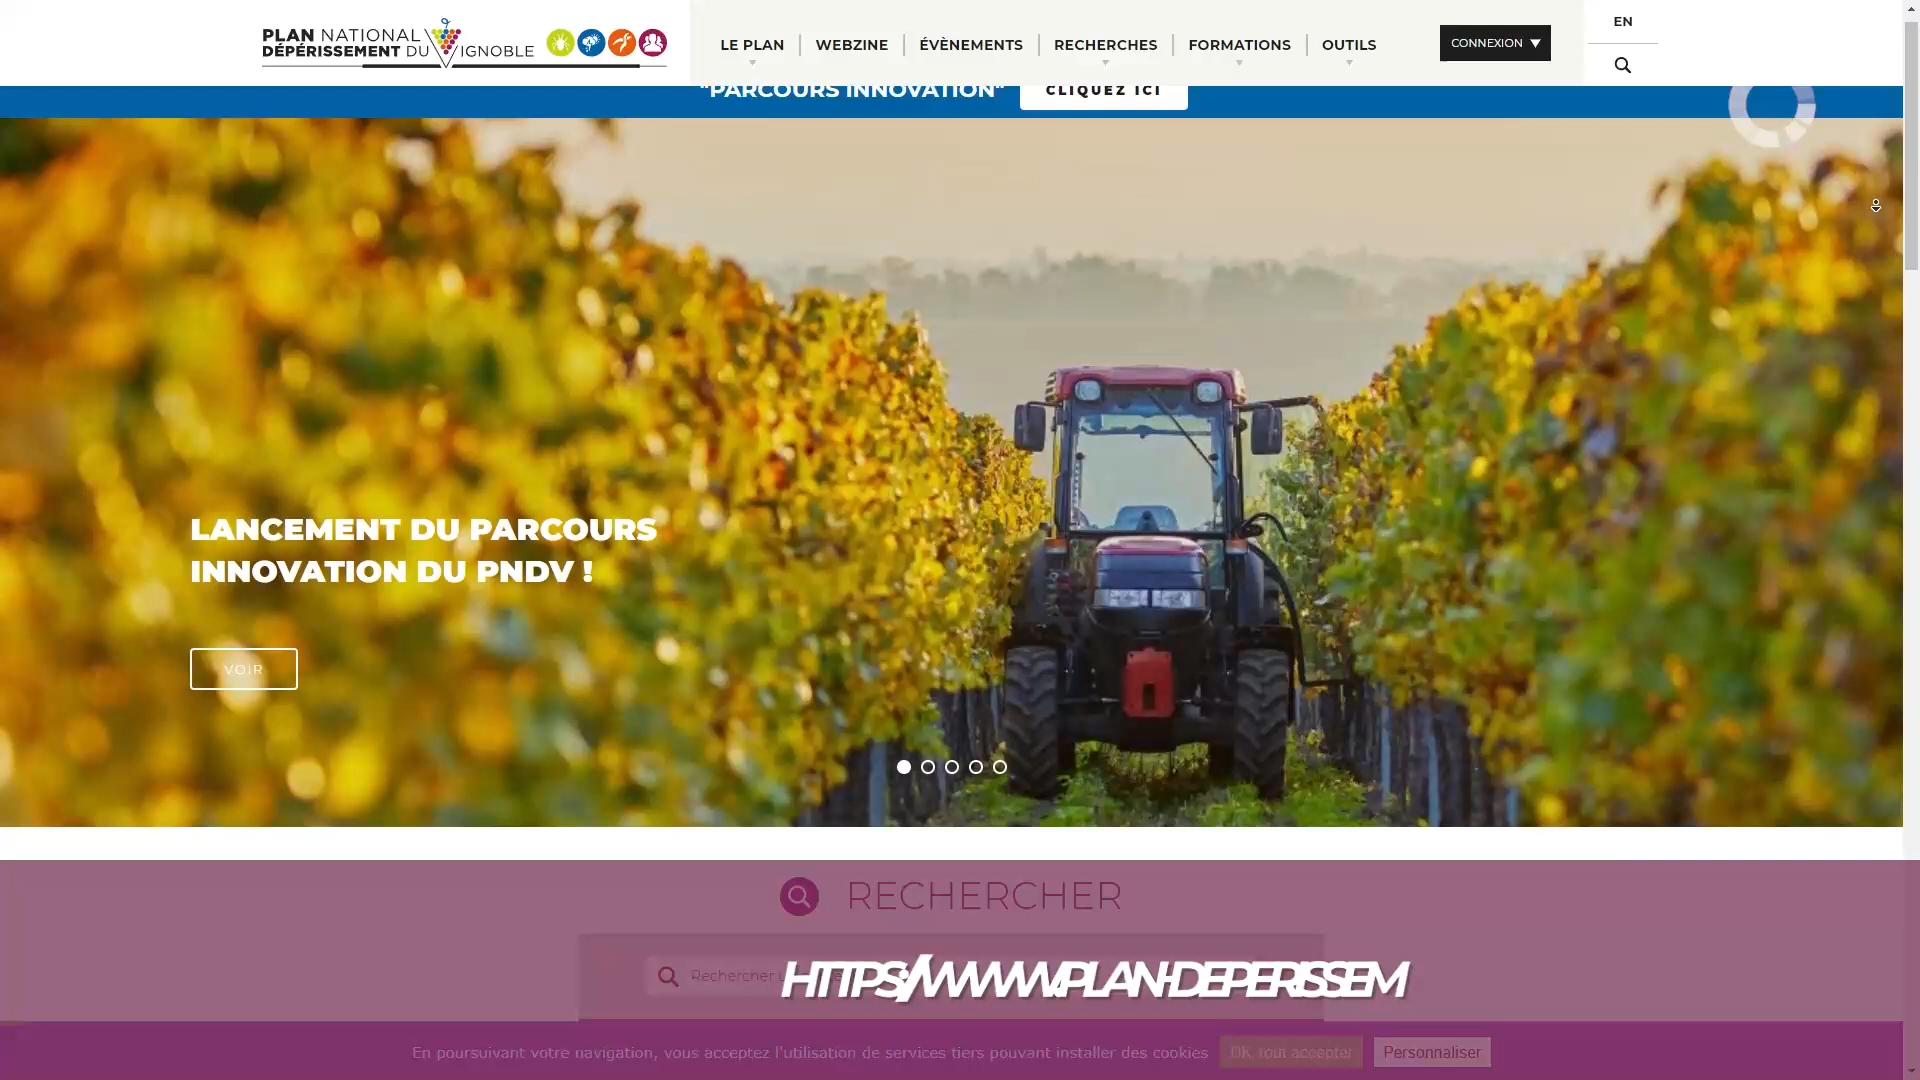 PLAN NATIONAL
DÉPÉRISSEMENT DU VIGNOBLE
LE PLAN
WEBZINE
ÉVÈNEMENTS
RECHERCHES
FORMATIONS
OUTILS
CONNEXION
EN
"PARCOURS INNOVATION"
CLIQUEZ ICI
LANCEMENT DU PARCOURS
INNOVATION DU PNDV !
VOIR
RECHERCHER
Rechercher
HTTPS://WWW.PLAN-DEPERISSEM
En poursuivant votre navigation, vous acceptez l'utilisation de services tiers pouvant installer des cookies
OK, tout accepter
Personnaliser